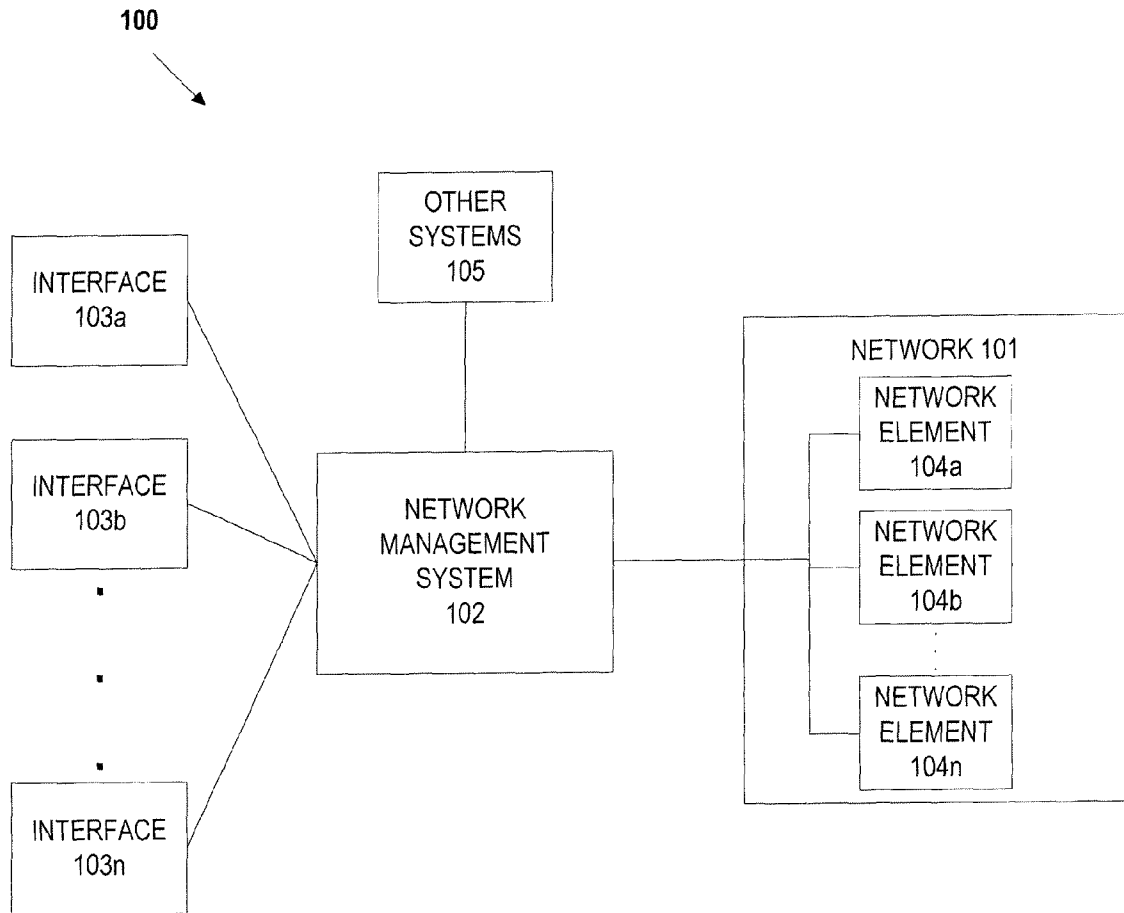 100
OTHER
SYSTEMS
105
INTERFACE
103a
NETWORK 101
NETWORK
ELEMENT
104a
INTERFACE
103b
NETWORK
MANAGEMENT
SYSTEM
102
NETWORK
ELEMENT
104b
NETWORK
ELEMENT
104n
INTERFACE
103n